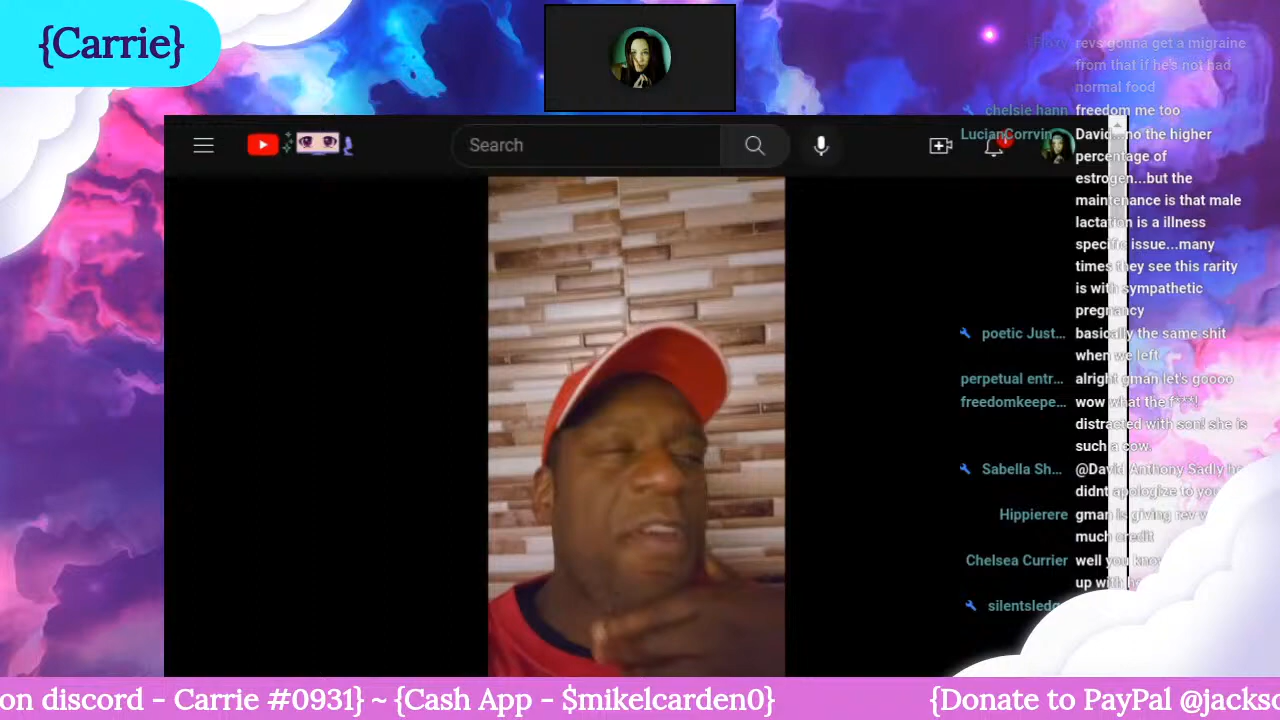 {Carrie}
Search
Floxy revs gonna get a migraine
from that if he's not had
normal food
chelsie hann freedom me too
LucianCorrvin David...no the higher
percentage of
estrogen...but the
maintenance is that male
lactation is a illness
specific issue...many
times they see this rarity
is with sympathetic
pregnancy
poetic Just... basically the same shit
when we left
perpetual entr... alright gman let's goooo
freedomkeepe... wow what the f***!
distracted with son! she is
such a cow.
Sabella Sh... @David Anthony Sadly he
didnt apologize to you
Hippierere gman is giving rev
much credit
Chelsea Currier well you
up with
silentsledg
on discord - Carrie #0931} ~ {Cash App - $mikelcarden0} {Donate to PayPal @jackso